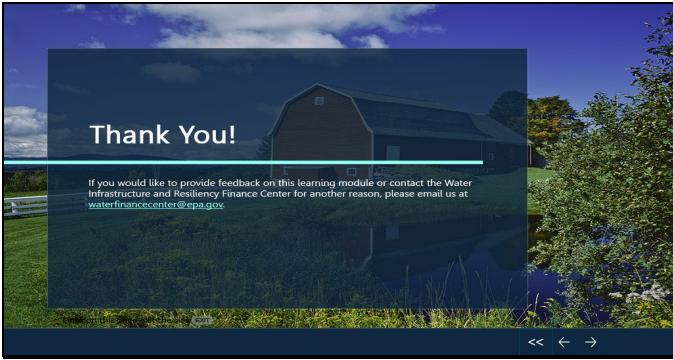 Thank You!
If you would like to provide feedback on this learning module or contact the Water
Infrastructure and Resiliency Finance Center for another reason, please email us at
waterfinancecenter@epa.gov.
EXIT
<<